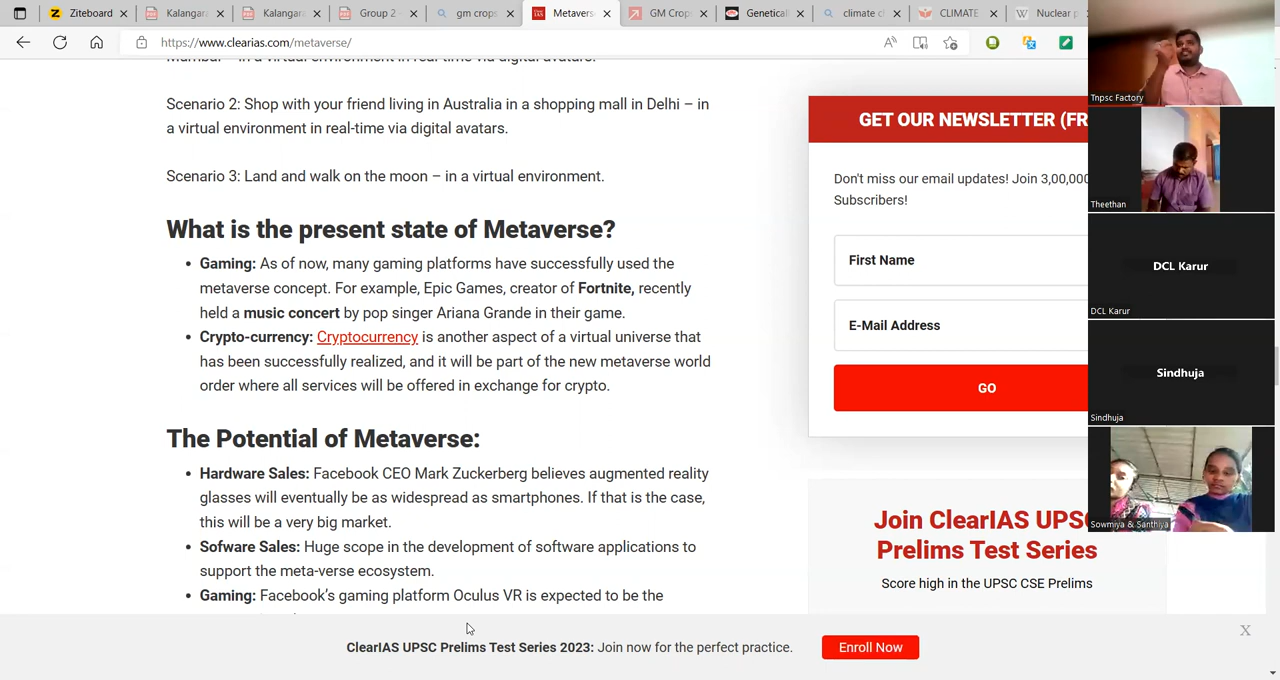 Ziteboard
Kalangara
Kalangara
Group 2 -
gm crops
Metavers
GM Crop
Genetical
climate cl
CLIMATE
Nuclear p
https://www.clearias.com/metaverse/
Mumbai – in a virtual environment in real-time via digital avatars.
Scenario 2: Shop with your friend living in Australia in a shopping mall in Delhi – in
a virtual environment in real-time via digital avatars.
Scenario 3: Land and walk on the moon – in a virtual environment.
What is the present state of Metaverse?
• Gaming: As of now, many gaming platforms have successfully used the
metaverse concept. For example, Epic Games, creator of Fortnite, recently
held a music concert by pop singer Ariana Grande in their game.
• Crypto-currency: Cryptocurrency is another aspect of a virtual universe that
has been successfully realized, and it will be part of the new metaverse world
order where all services will be offered in exchange for crypto.
The Potential of Metaverse:
• Hardware Sales: Facebook CEO Mark Zuckerberg believes augmented reality
glasses will eventually be as widespread as smartphones. If that is the case,
this will be a very big market.
• Sofware Sales: Huge scope in the development of software applications to
support the meta-verse ecosystem.
• Gaming: Facebook's gaming platform Oculus VR is expected to be the
GET OUR NEWSLETTER (FR
Don't miss our email updates! Join 3,00,000
Subscribers!
First Name
E-Mail Address
GO
Join ClearIAS UPSC
Prelims Test Series
Score high in the UPSC CSE Prelims
ClearIAS UPSC Prelims Test Series 2023: Join now for the perfect practice.
Enroll Now
X
Tnpsc Factory
Theethan
DCL Karur
DCL Karur
Sindhuja
Sindhuja
Sowmiya & Santhiya